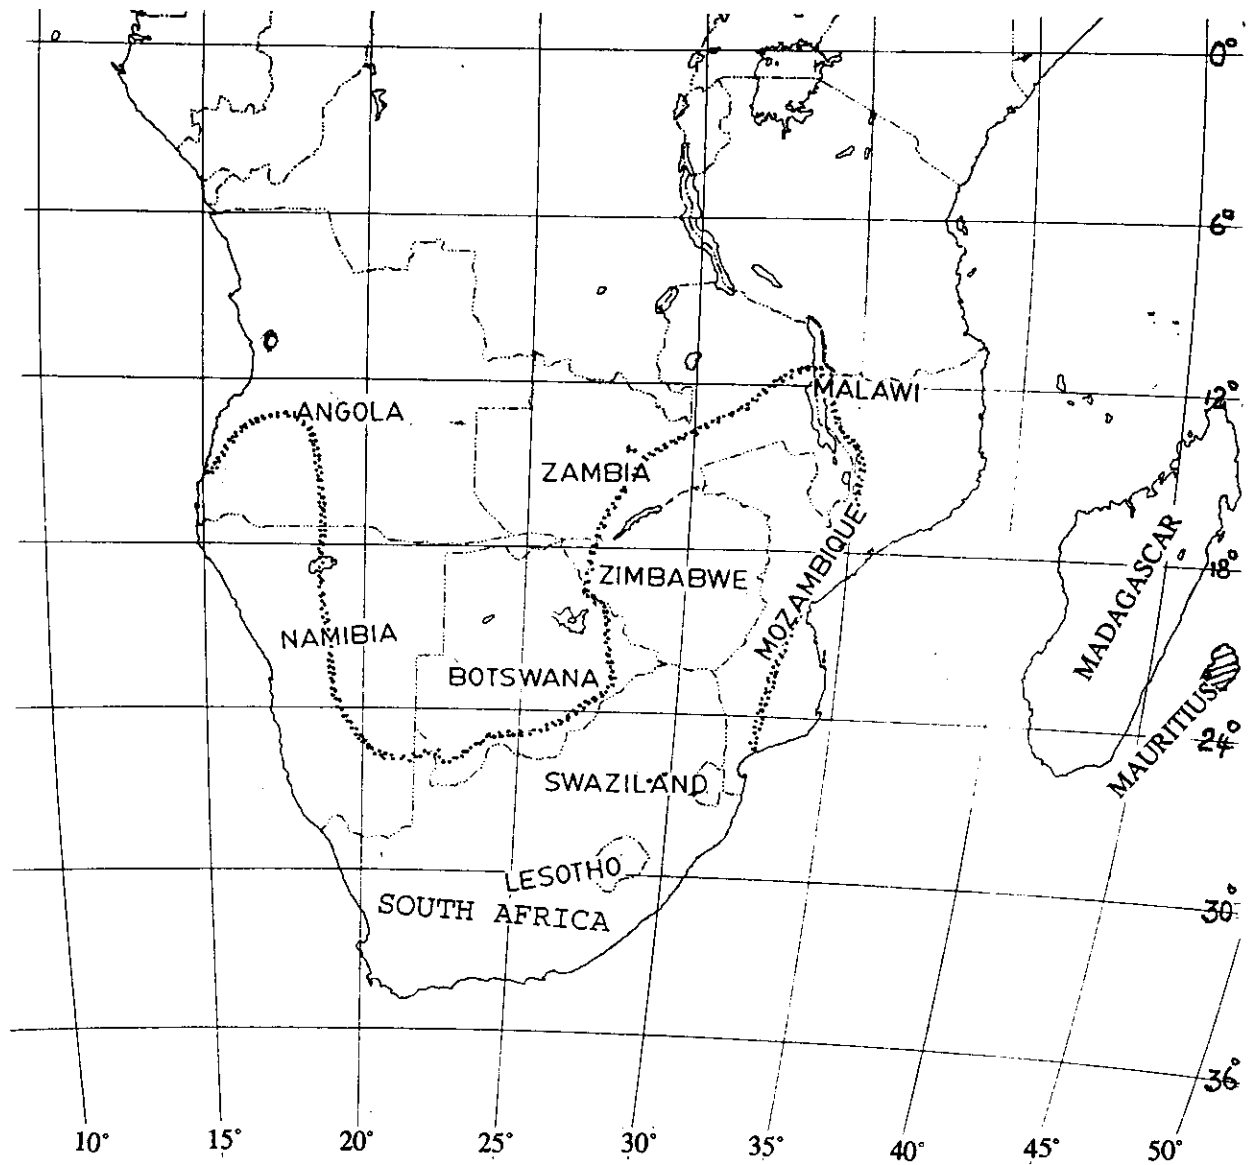 0°
6°
MALAWI
12°
ANGOLA
ZAMBIA
MOZAMBIQUE
MADAGASCAR
18°
ZIMBABWE
NAMIBIA
BOTSWANA
MAURITIUS
24°
SWAZILAND
LESOTHO
SOUTH AFRICA
30°
36°
10° 15° 20° 25° 30° 35° 40° 45° 50°